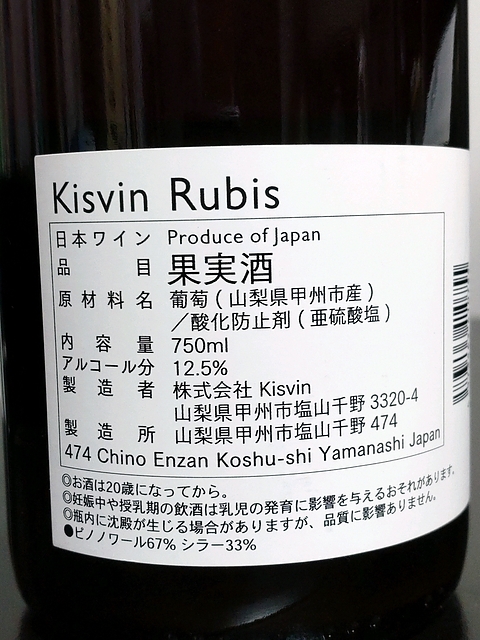 Kisvin Rubis
日本ワイン Produce of Japan
品目 果実酒
原材料名 葡萄(山梨県甲州市産)
／酸化防止剤(亜硫酸塩)
内容量 750ml
アルコール分 12.5%
製造者 株式会社 Kisvin
山梨県甲州市塩山千野 3320-4
製造所 山梨県甲州市塩山千野 474
474 Chino Enzan Koshu-shi Yamanashi Japan
◎お酒は20歳になってから。
◎妊娠中や授乳期の飲酒は乳児の発育に影響を与えるおそれがあります。
◎瓶内に沈殿が生じる場合がありますが、品質に影響ありません。
●ピノノワール67% シラー33%